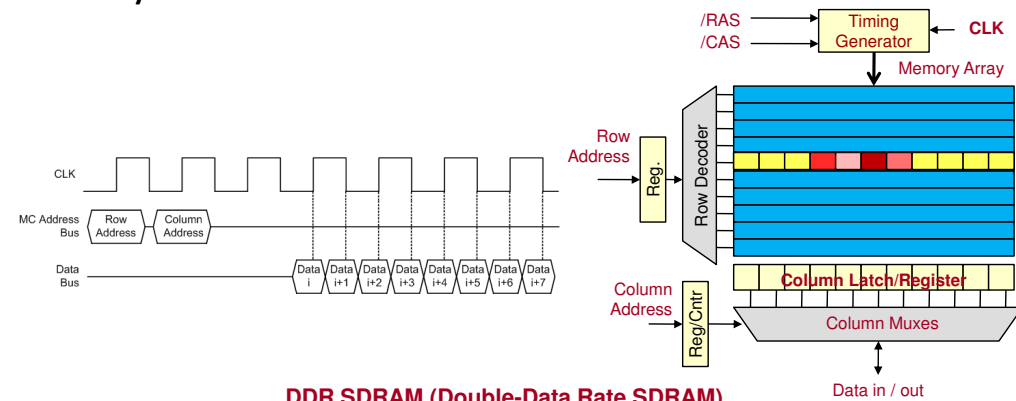 /RAS
/CAS
Timing
Generator
CLK
Memory Array
Row
Address
Reg.
Row Decoder
CLK
MC Address
Bus
Row
Address
Column
Address
Data
Bus
Data
i
Data
i+1
Data
i+2
Data
i+3
Data
i+4
Data
i+5
Data
i+6
Data
i+7
Column Latch/Register
Column
Address
Reg/Cntr
Column Muxes
Data in / out
DDR SDRAM (Double-Data Rate SDRAM)